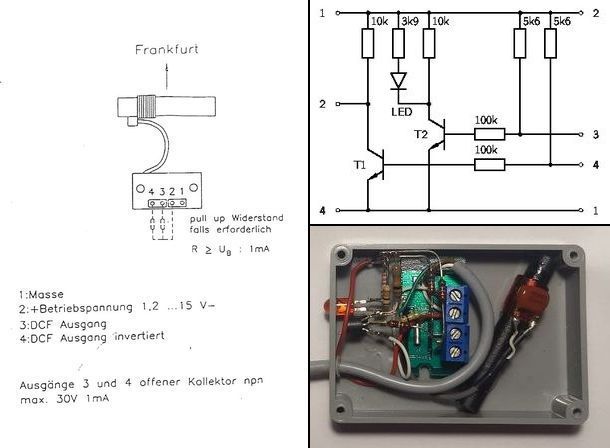 Frankfurt
4 3 2 1
pull up Widerstand
falls erforderlich
R ≥ U_B : 1mA
1:Masse
2:+Betriebspannung 1,2 ...15 V-
3:DCF Ausgang
4:DCF Ausgang invertiert
Ausgänge 3 und 4 offener Kollektor npn
max. 30V 1mA
1
2
10k
3k9
10k
5k6
5k6
2
LED
T2
100k
3
100k
4
T1
4
1